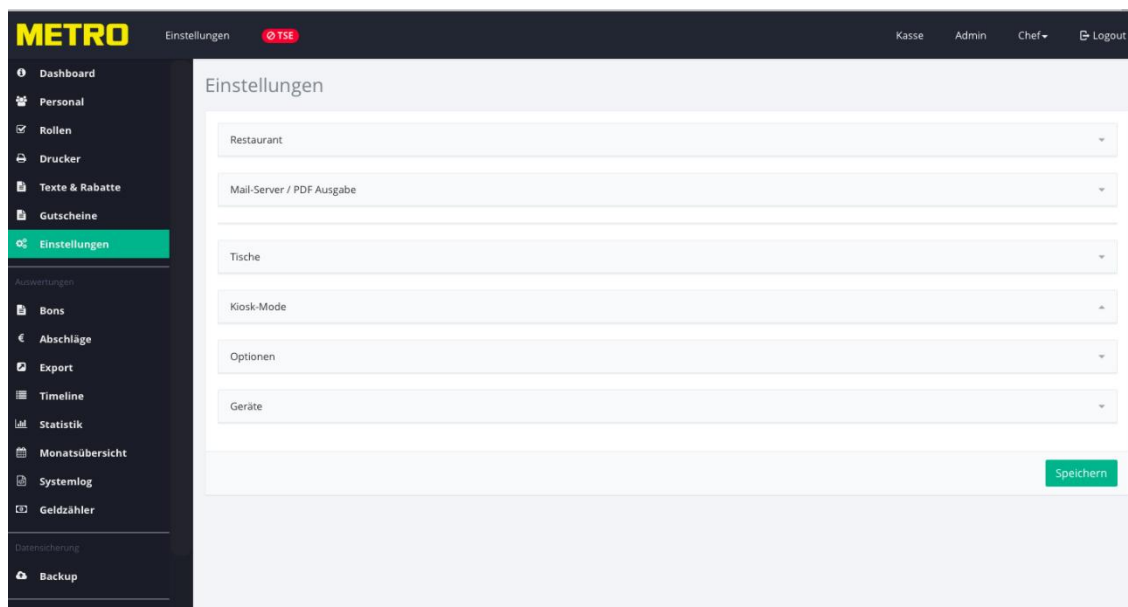 METRO
Einstellungen
TSE
Kasse
Admin
Chef
Logout
Dashboard
Personal
Rollen
Drucker
Texte & Rabatte
Gutscheine
Einstellungen
Auswertungen
Bons
€ Abschläge
Export
Timeline
Statistik
Monatsübersicht
Systemlog
Geldzähler
Datensicherung
Backup
Einstellungen
Restaurant
Mail-Server / PDF Ausgabe
Tische
Kiosk-Mode
Optionen
Geräte
Speichern